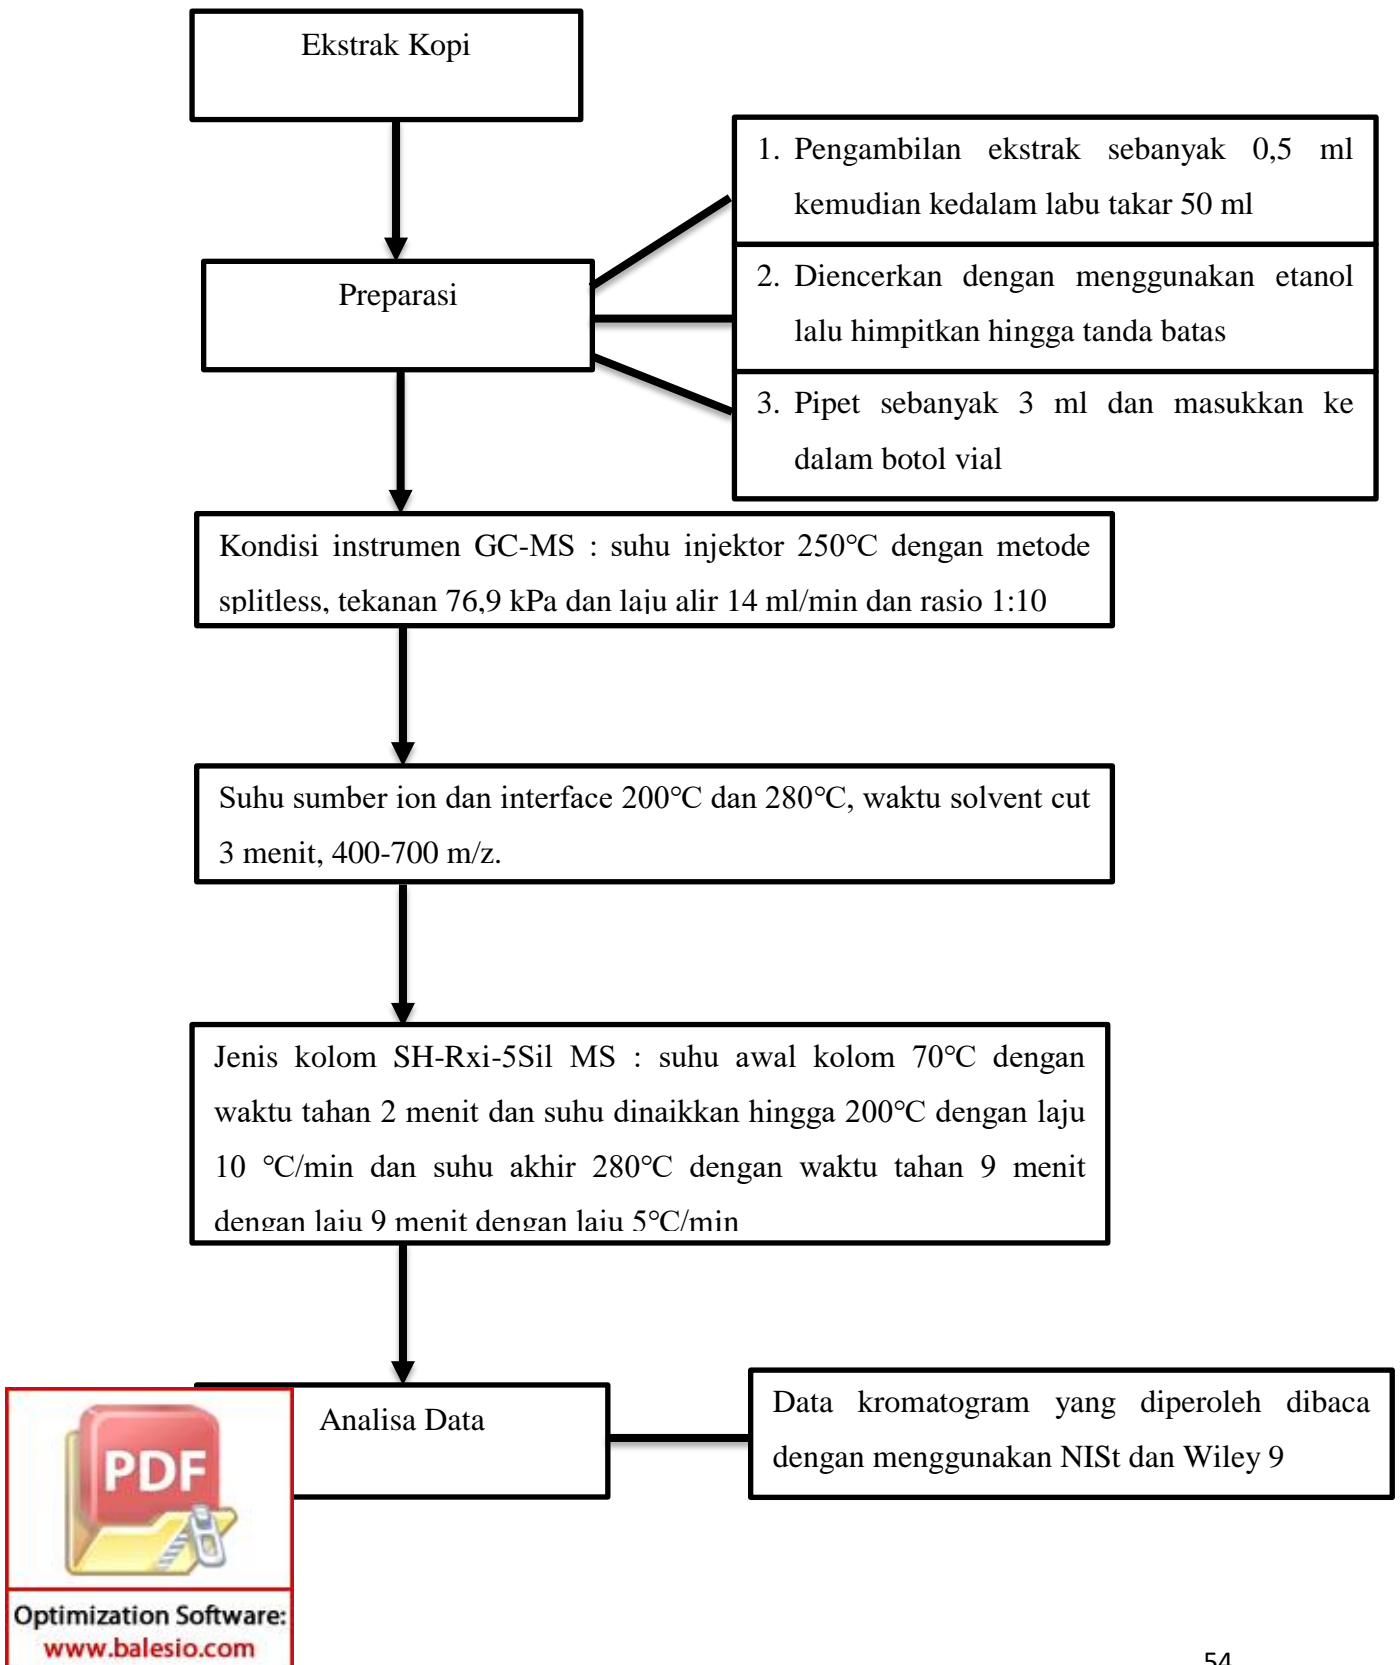 Ekstrak Kopi
1. Pengambilan ekstrak sebanyak 0,5 ml
kemudian kedalam labu takar 50 ml
Preparasi
2. Diencerkan dengan menggunakan etanol
lalu himpitkan hingga tanda batas
3. Pipet sebanyak 3 ml dan masukkan ke
dalam botol vial
Kondisi instrumen GC-MS : suhu injektor 250°C dengan metode
splitless, tekanan 76,9 kPa dan laju alir 14 ml/min dan rasio 1:10
Suhu sumber ion dan interface 200°C dan 280°C, waktu solvent cut
3 menit, 400-700 m/z.
Jenis kolom SH-Rxi-5Sil MS : suhu awal kolom 70°C dengan
waktu tahan 2 menit dan suhu dinaikkan hingga 200°C dengan laju
10 °C/min dan suhu akhir 280°C dengan waktu tahan 9 menit
dengan laju 9 menit dengan laju 5°C/min
Analisa Data
Data kromatogram yang diperoleh dibaca
dengan menggunakan NISt dan Wiley 9
PDF
Optimization Software:
www.balesio.com
54